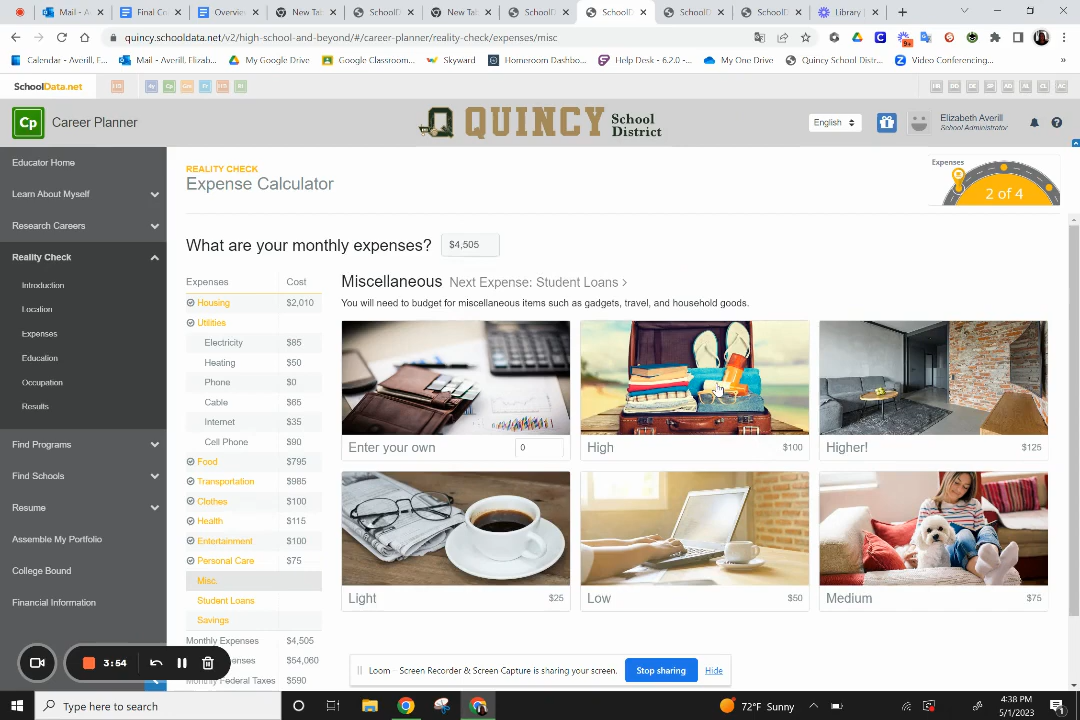 Mail - A
Final Co
Overview
New Tab
SchoolD
New Tab
SchoolD
SchoolD
SchoolD
SchoolD
Library
quincy.schooldata.net/v2/high-school-and-beyond/#/career-planner/reality-check/expenses/misc
9+
Calendar - Averill, E...
Mail - Averill, Elizab...
My Google Drive
Google Classroom...
Skyward
Homeroom Dashbo...
Help Desk - 6.2.0 -...
My One Drive
Quincy School Distr...
Video Conferencing...
SchoolData.net
Cp
Career Planner
QUINCY School District
English
Elizabeth Averill
School Administrator
Educator Home
Learn About Myself
Research Careers
Reality Check
Introduction
Location
Expenses
Education
Occupation
Results
Find Programs
Find Schools
Resume
Assemble My Portfolio
College Bound
Financial Information
REALITY CHECK
Expense Calculator
Expenses
2 of 4
What are your monthly expenses? $4,505
Expenses Cost
Housing $2,010
Utilities
Electricity $85
Heating $50
Phone $0
Cable $65
Internet $35
Cell Phone $90
Food $795
Transportation $985
Clothes $100
Health $115
Entertainment $100
Personal Care $75
Misc.
Student Loans
Savings
Monthly Expenses $4,505
enses $54,060
Monthly Federal Taxes $590
Miscellaneous Next Expense: Student Loans >
You will need to budget for miscellaneous items such as gadgets, travel, and household goods.
Enter your own 0
High $100
Higher! $125
Light $25
Low $50
Medium $75
3:54
Loom – Screen Recorder & Screen Capture is sharing your screen.
Stop sharing
Hide
Type here to search
72°F Sunny
4:38 PM
5/1/2023